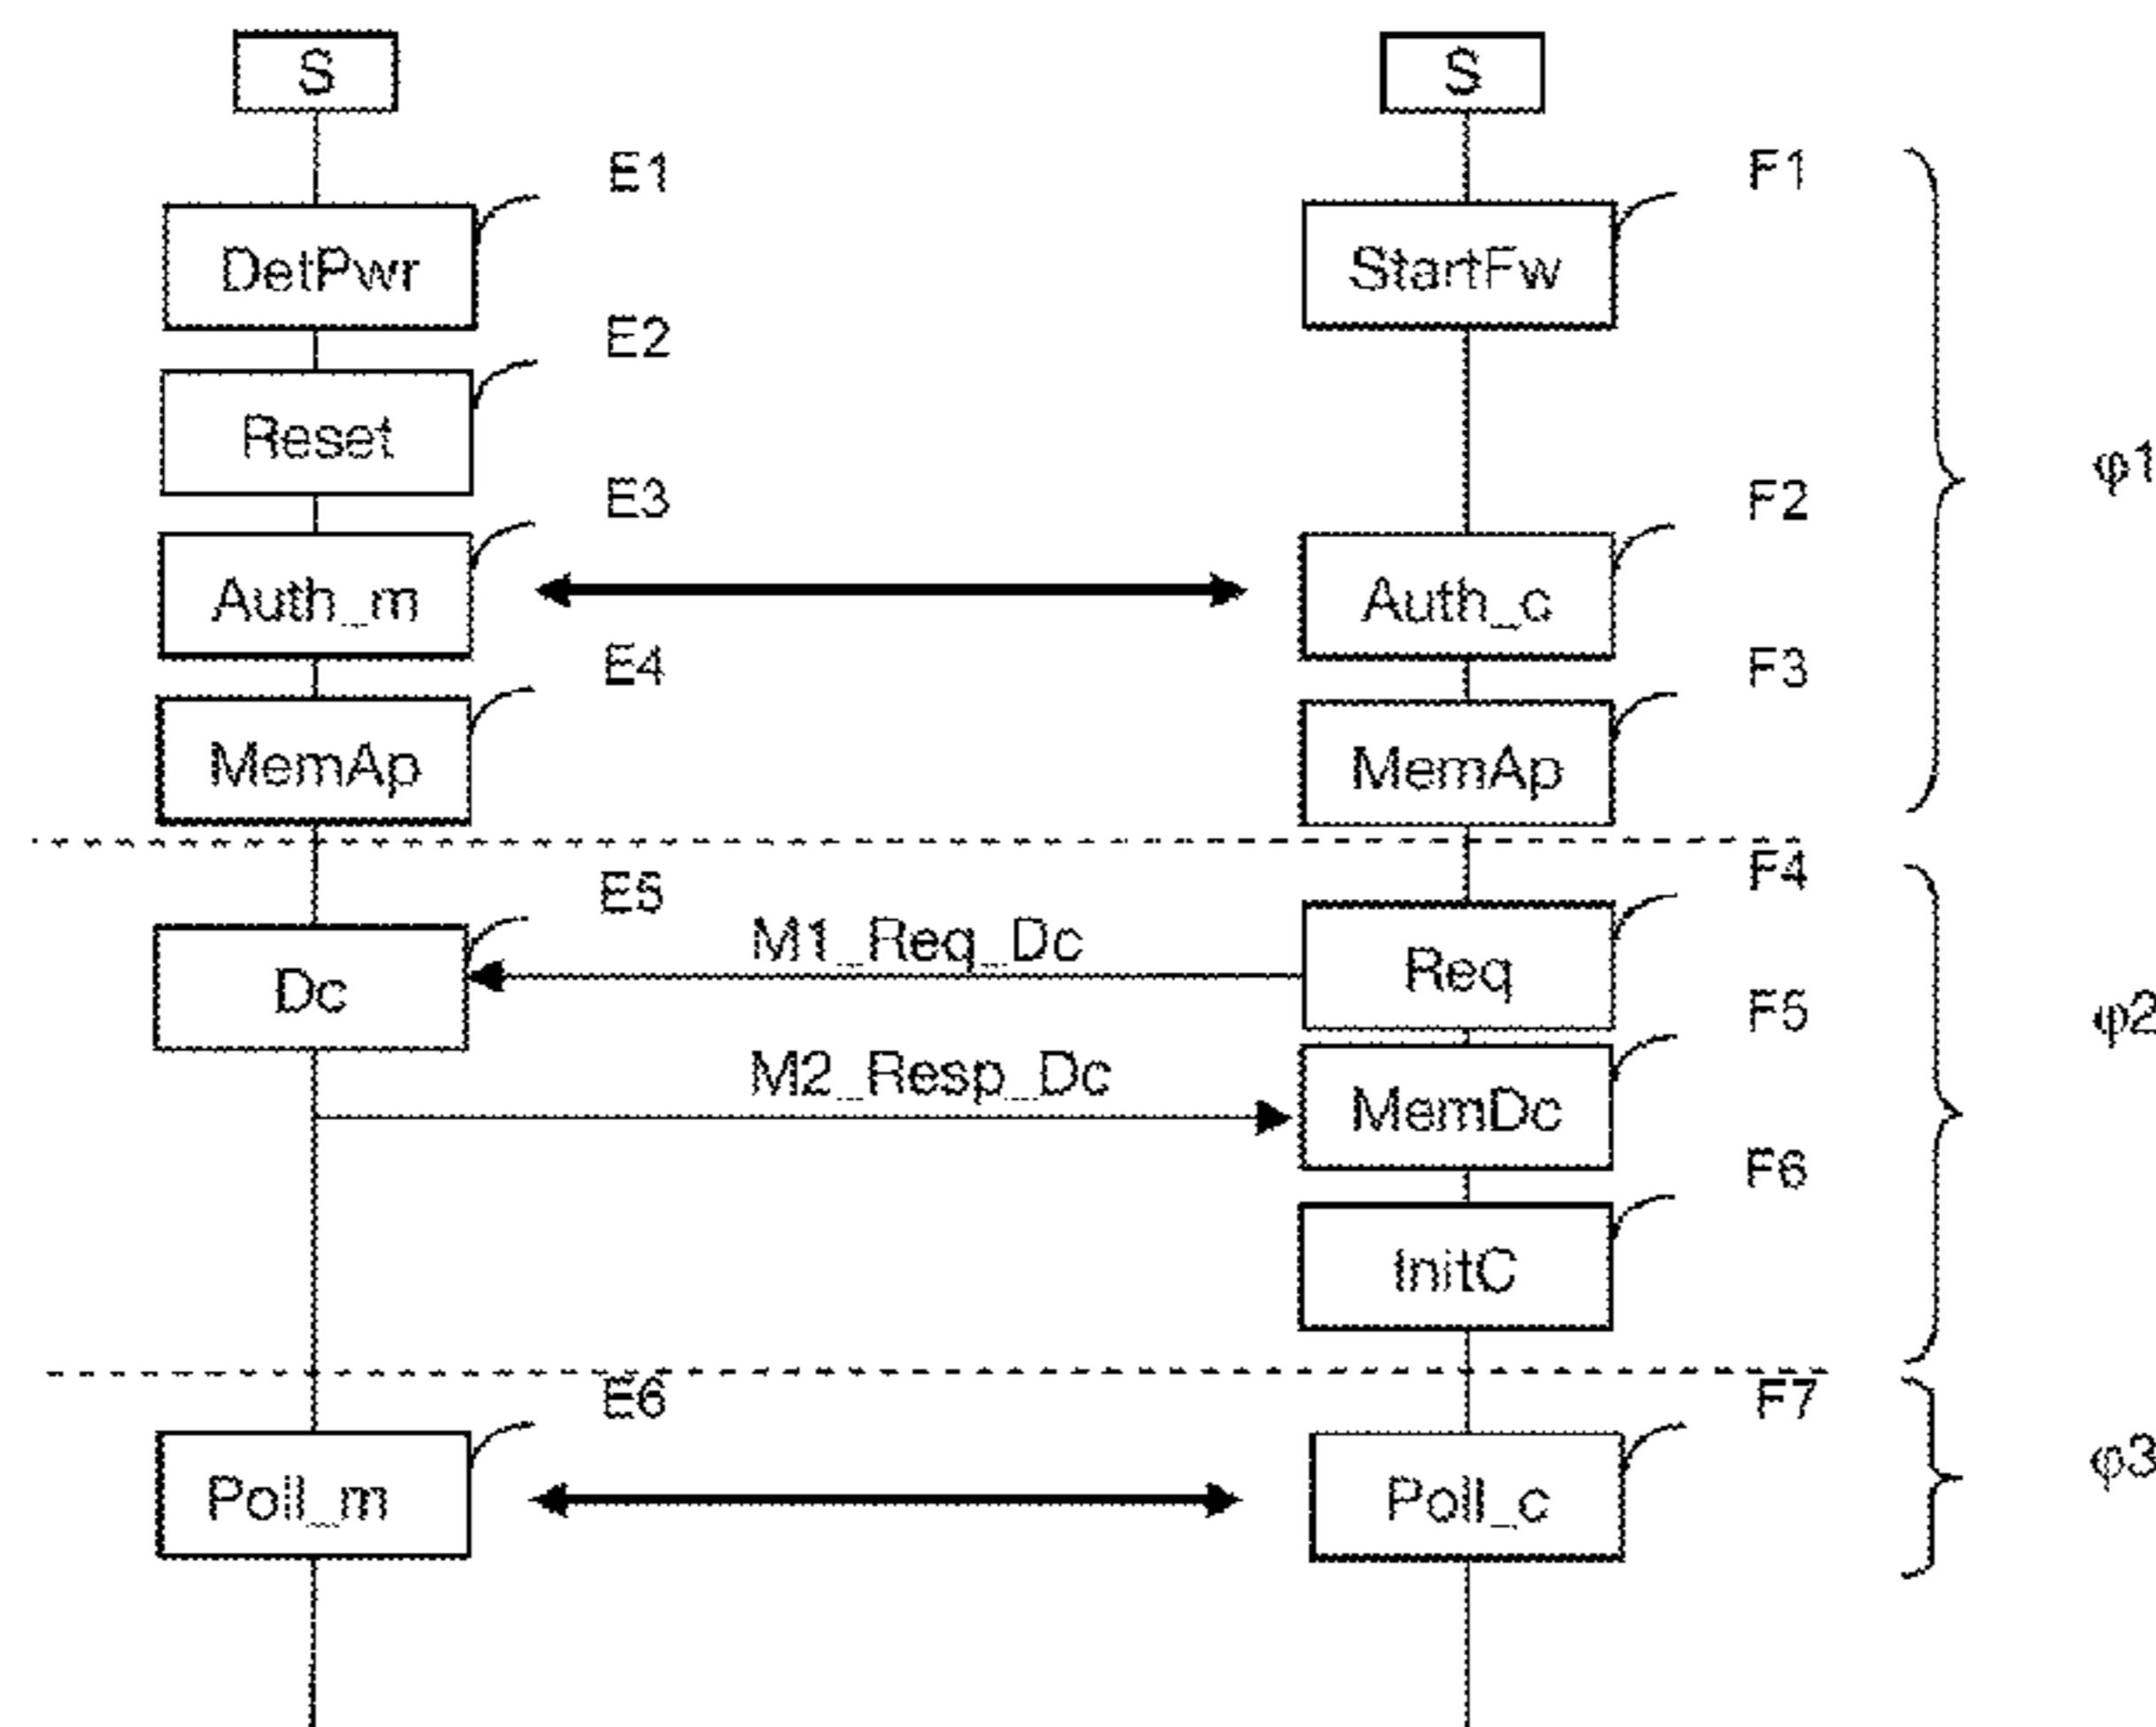 S
S
E1
F1
DetPwr
StartFw
E2
Reset
E3
F2
φ1
Auth_m
Auth_c
E4
F3
MemAp
MemAp
E5
F4
M1_Req_Dc
Dc
Req
F5
φ2
M2_Resp_Dc
MemDc
F6
InitC
E6
F7
φ3
Poll_m
Poll_c